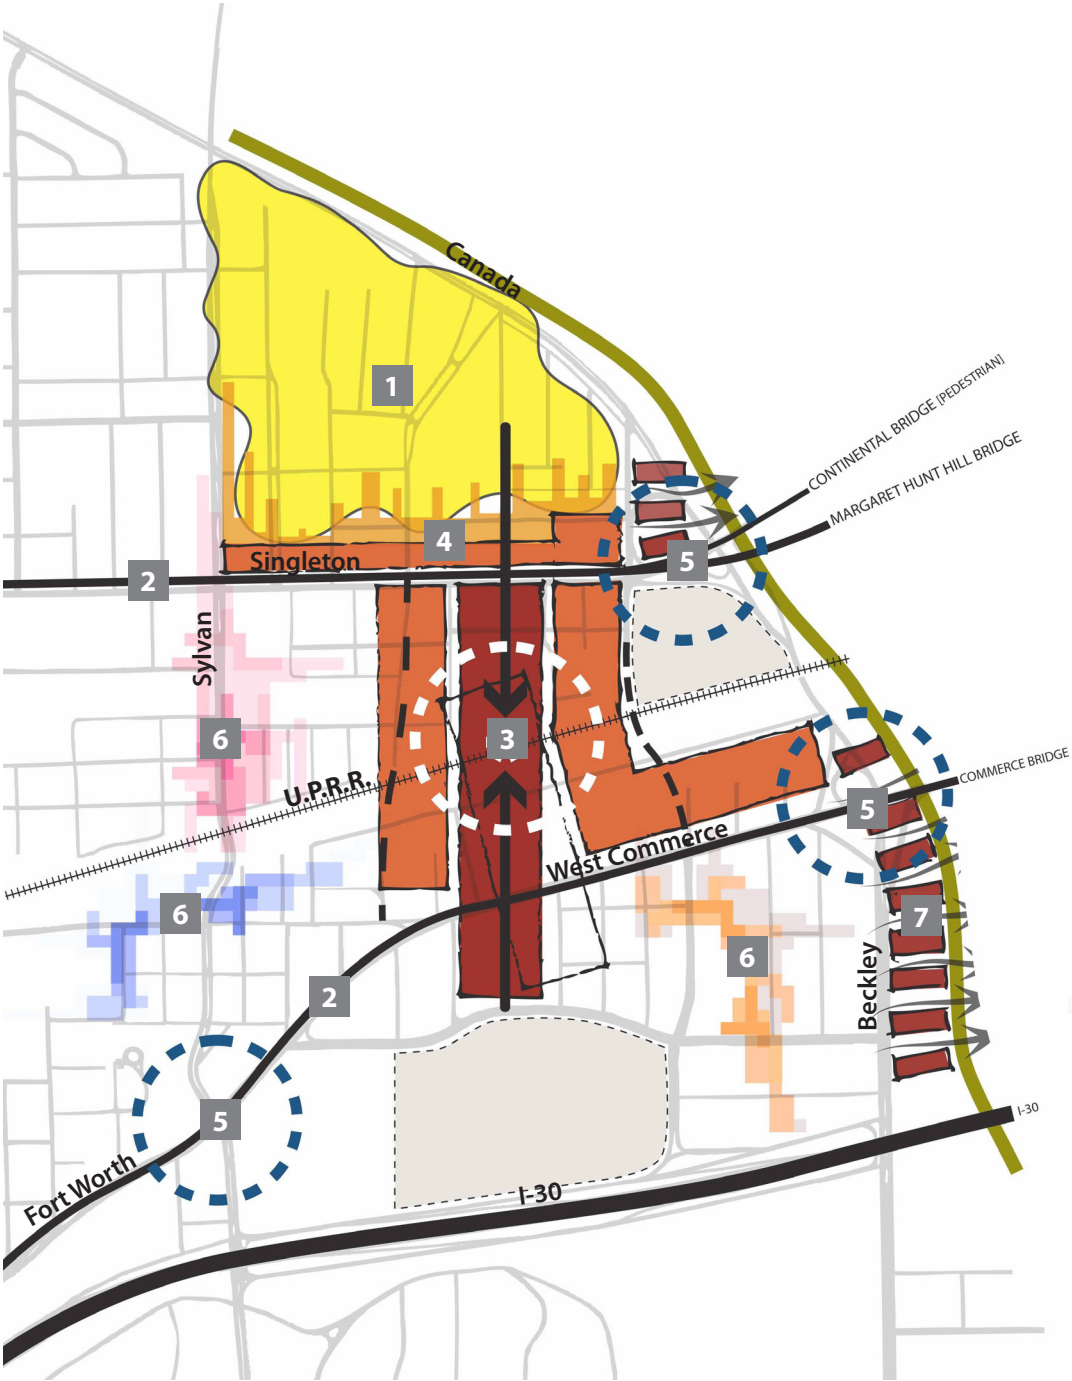 Canada
CONTINENTAL BRIDGE [PEDESTRIAN]
1
MARGARET HUNT HILL BRIDGE
4
Singleton
5
2
Sylvan
6
3
U.P.R.R.
COMMERCE BRIDGE
5
West Commerce
6
7
6
Beckley
2
5
I-30
Fort Worth
I-30